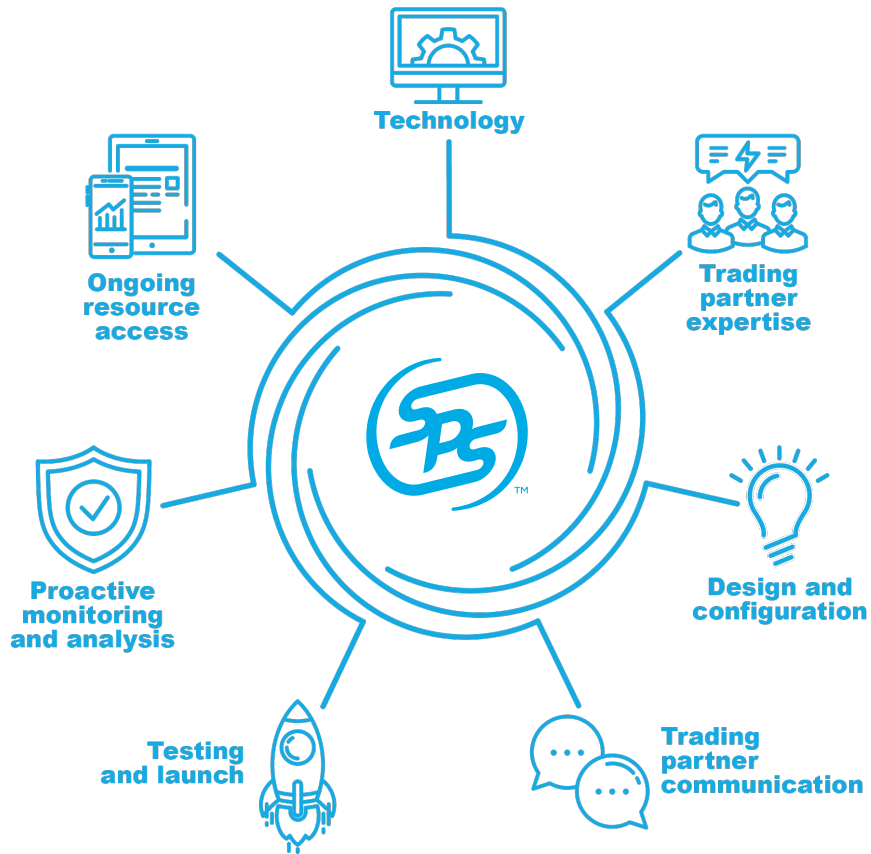 Technology
Trading
partner
expertise
Design and
configuration
Trading
partner
communication
Testing
and launch
Proactive
monitoring
and analysis
Ongoing
resource
access
SPS
™